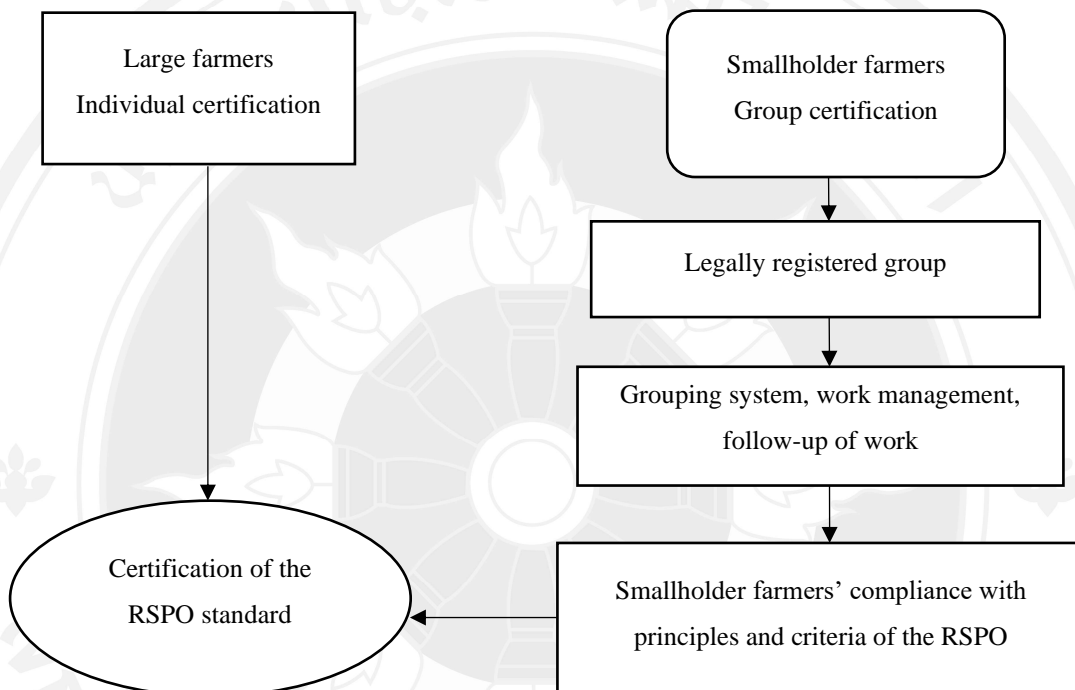 Large farmers
Individual certification
Smallholder farmers
Group certification
Legally registered group
Grouping system, work management,
follow-up of work
Smallholder farmers’ compliance with
principles and criteria of the RSPO
Certification of the
RSPO standard